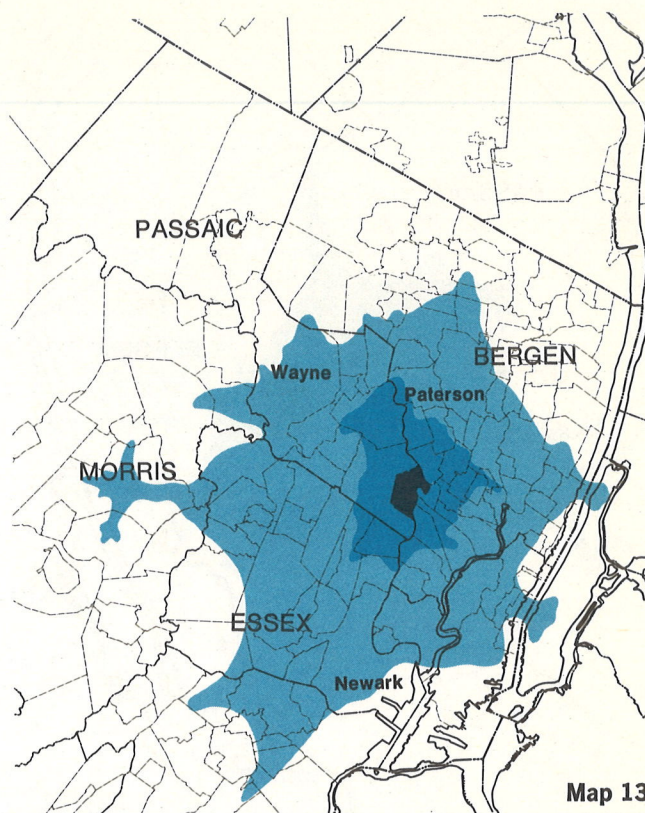 PASSAIC
BERGEN
Wayne
Paterson
MORRIS
ESSEX
Newark
Map 13